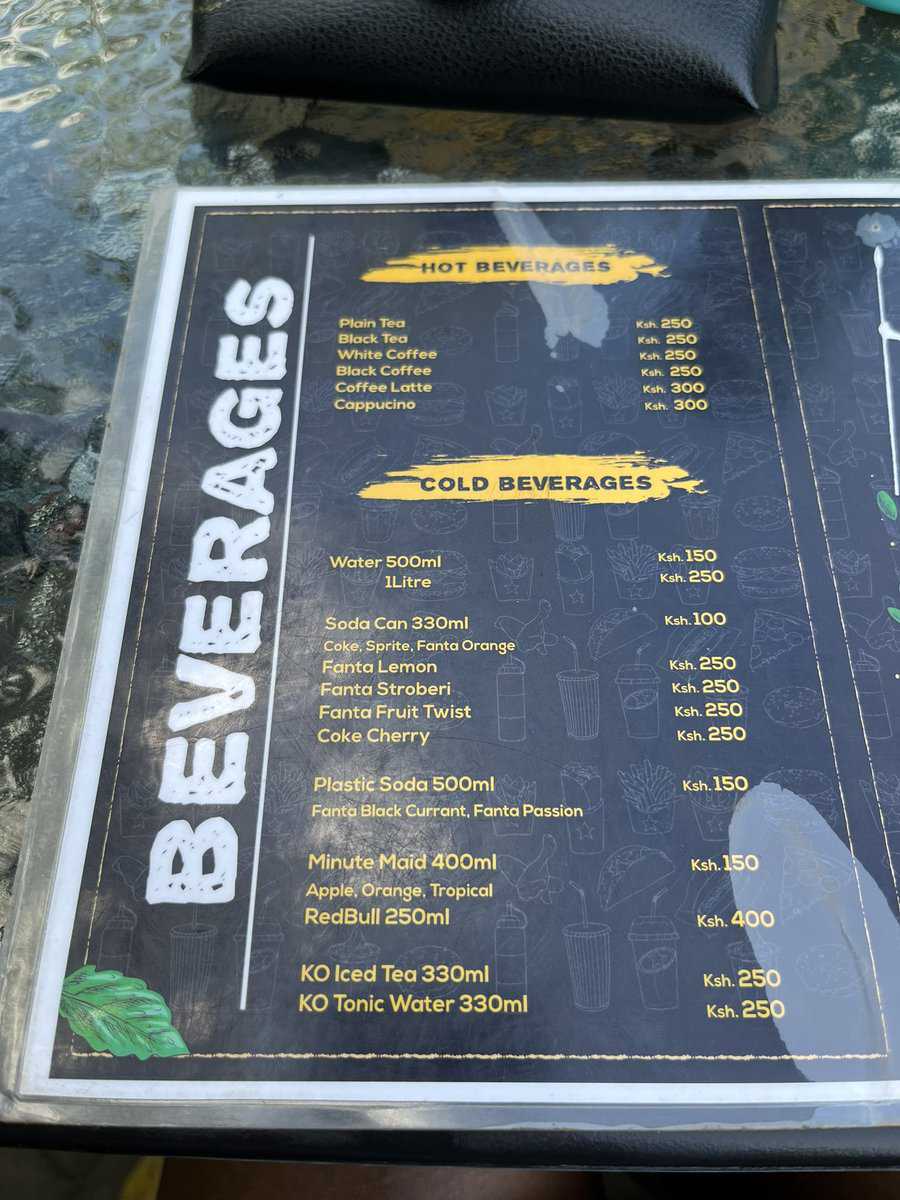 BEVERAGES
HOT BEVERAGES
Plain Tea Ksh. 250
Black Tea Ksh. 250
White Coffee Ksh. 250
Black Coffee Ksh. 250
Coffee Latte Ksh. 300
Cappucino Ksh. 300
COLD BEVERAGES
Water 500ml Ksh. 150
1Litre Ksh. 250
Soda Can 330ml Ksh. 100
Coke, Sprite, Fanta Orange
Fanta Lemon Ksh. 250
Fanta Stroberi Ksh. 250
Fanta Fruit Twist Ksh. 250
Coke Cherry Ksh. 250
Plastic Soda 500ml Ksh. 150
Fanta Black Currant, Fanta Passion
Minute Maid 400ml Ksh. 150
Apple, Orange, Tropical
RedBull 250ml Ksh. 400
KO Iced Tea 330ml Ksh. 250
KO Tonic Water 330ml Ksh. 250